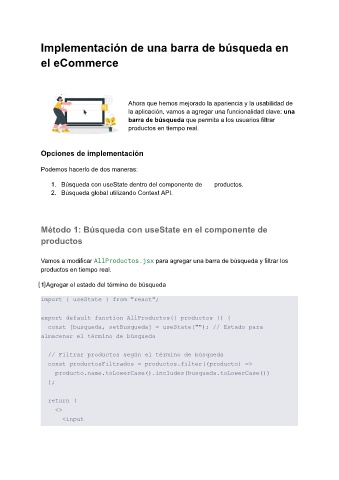 Implementación de una barra de búsqueda en
el eCommerce
Ahora que hemos mejorado la apariencia y la usabilidad de
la aplicación, vamos a agregar una funcionalidad clave: una
barra de búsqueda que permita a los usuarios filtrar
productos en tiempo real.
Opciones de implementación
Podemos hacerlo de dos maneras:
1. Búsqueda con useState dentro del componente de productos.
2. Búsqueda global utilizando Context API.
Método 1: Búsqueda con useState en el componente de
productos
Vamos a modificar AllProductos.jsx para agregar una barra de búsqueda y filtrar los
productos en tiempo real.
[1]Agregar el estado del término de búsqueda
import { useState } from "react";
export default function AllProductos({ productos }) {
const [busqueda, setBusqueda] = useState(""); // Estado para
almacenar el término de búsqueda
// Filtrar productos según el término de búsqueda
const productosFiltrados = productos.filter((producto) =>
producto.name.toLowerCase().includes(busqueda.toLowerCase())
);
return (
<>
<input